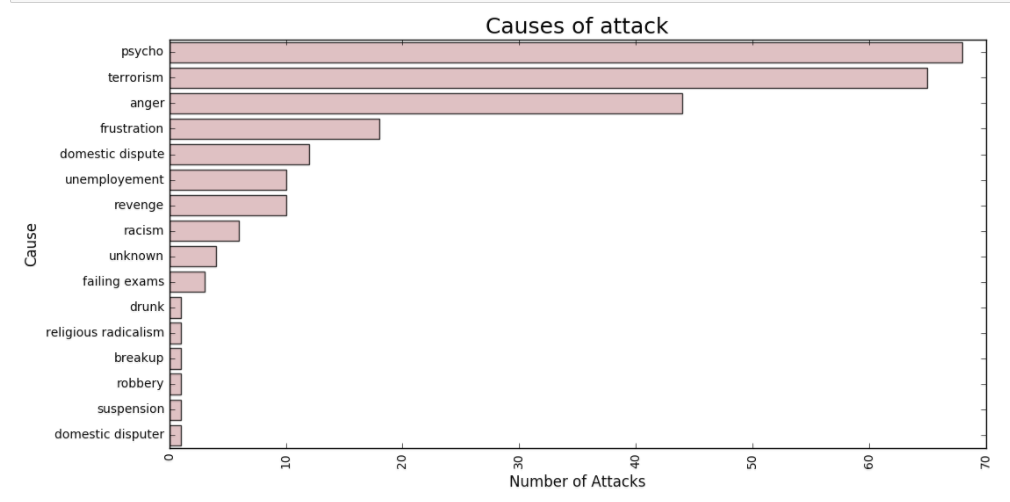 Causes of attack
psycho
terrorism
anger
frustration
domestic dispute
unemployement
revenge
racism
unknown
failing exams
drunk
religious radicalism
breakup
robbery
suspension
domestic disputer
Cause
0 10 20 30 40 50 60 70
Number of Attacks